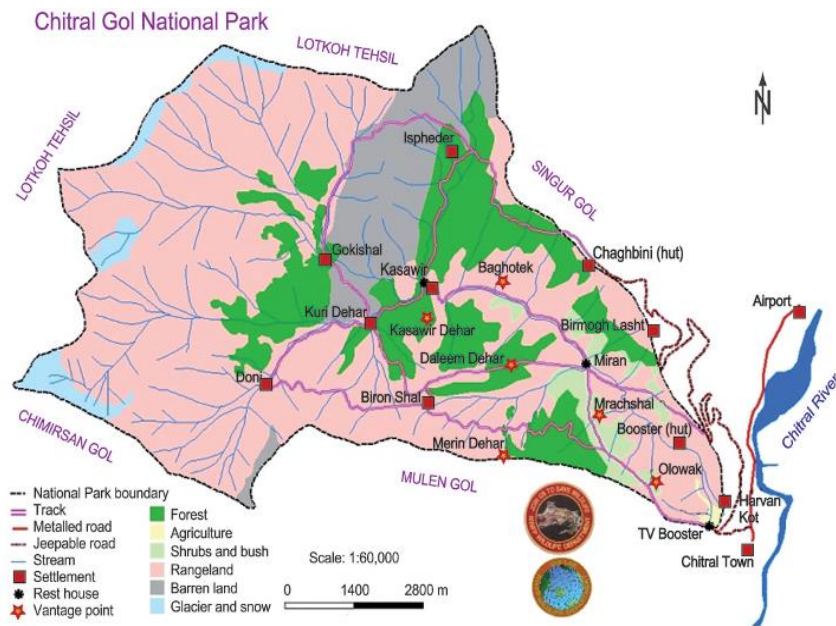 Chitral Gol National Park
LOTKOH TEHSIL
LOTKOH TEHSIL
N
Ispheder
SINGUR GOL
Gokishal
Kasawir
Baghotek
Chaghbini (hut)
Airport
Kuri Dehar
Kasawir Dehar
Birmogh Lasht
Daleem Dehar
Miran
Doni
Biron Shal
Mrachshal
Chitral River
CHIMIRSAN GOL
Merin Dehar
Booster (hut)
MULEN GOL
Olowak
Harvan
Kot
TV Booster
Chitral Town
National Park boundary
Track
Metalled road
Jeepable road
Stream
Settlement
Rest house
Vantage point
Forest
Agriculture
Shrubs and bush
Rangeland
Barren land
Glacier and snow
Scale: 1:60,000
0 1400 2800 m